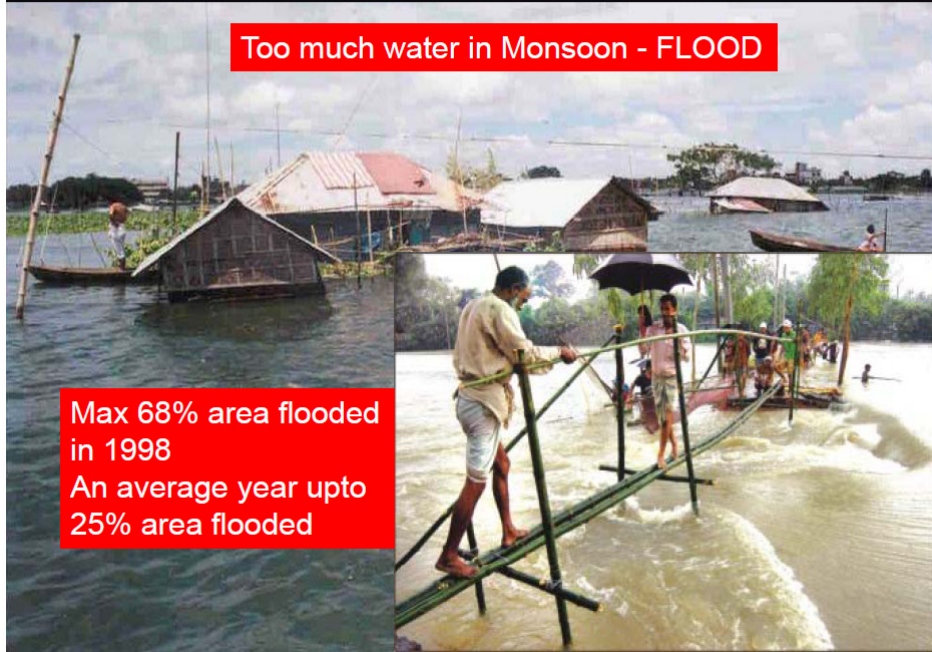 Too much water in Monsoon - FLOOD
Max 68% area flooded
in 1998
An average year upto
25% area flooded